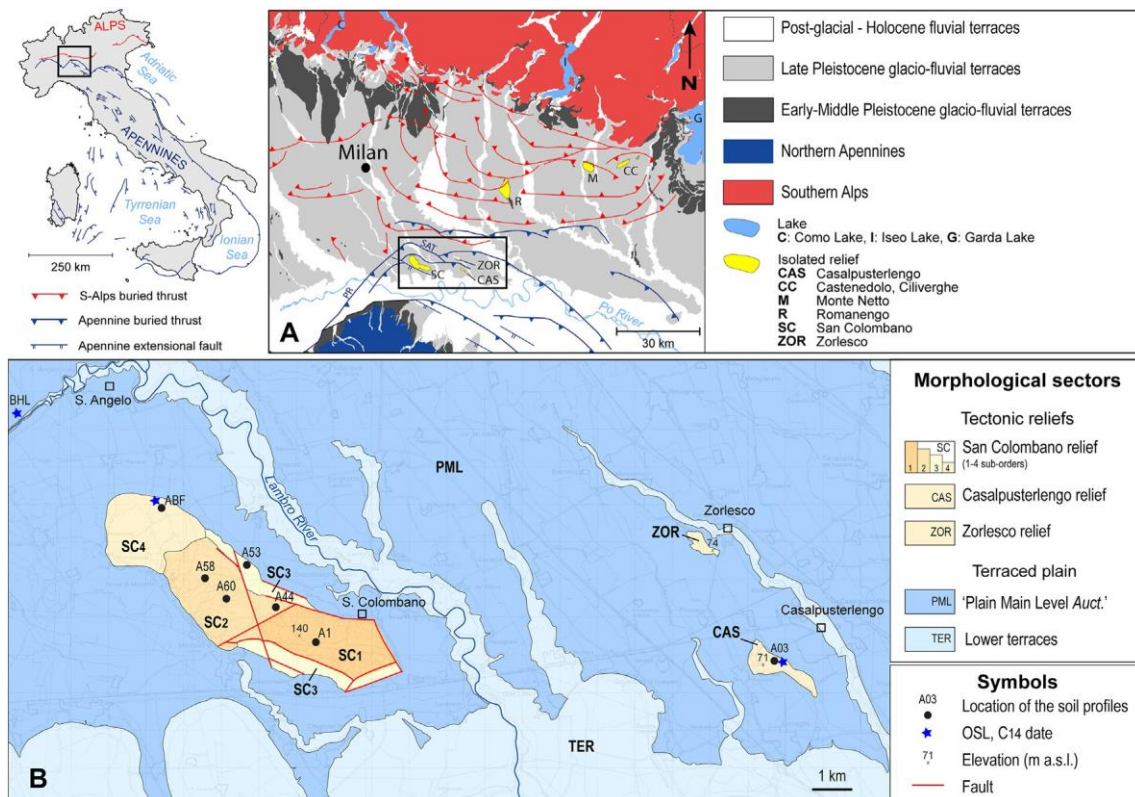 ALPS
Adriatic
Sea
APENNINES
Tyrrenian
Sea
Ionian
Sea
250 km
S-Alps buried thrust
Apennine buried thrust
Apennine extensional fault
C
I
N
G
Milan
M
CC
R
SAT
ZOR
SC
CAS
PR
Po River
A
30 km
Post-glacial - Holocene fluvial terraces
Late Pleistocene glacio-fluvial terraces
Early-Middle Pleistocene glacio-fluvial terraces
Northern Apennines
Southern Alps
Lake
C: Como Lake, I: Iseo Lake, G: Garda Lake
Isolated relief
CAS Casalpusterlengo
CC Castenedolo, Ciliverghe
M Monte Netto
R Romanengo
SC San Colombano
ZOR Zorlesco
BHL
S. Angelo
PML
Lambro River
ABF
SC4
A53
A58
SC3
A60
A44
S. Colombano
SC2
140
A1
SC1
SC3
Zorlesco
ZOR
74
Casalpusterlengo
CAS
A03
71
TER
B
1 km
Morphological sectors
Tectonic reliefs
SC
1 2 3 4
San Colombano relief
(1-4 sub-orders)
CAS Casalpusterlengo relief
ZOR Zorlesco relief
Terraced plain
PML 'Plain Main Level Auct.'
TER Lower terraces
Symbols
A03 Location of the soil profiles
OSL, C14 date
71 Elevation (m a.s.l.)
Fault